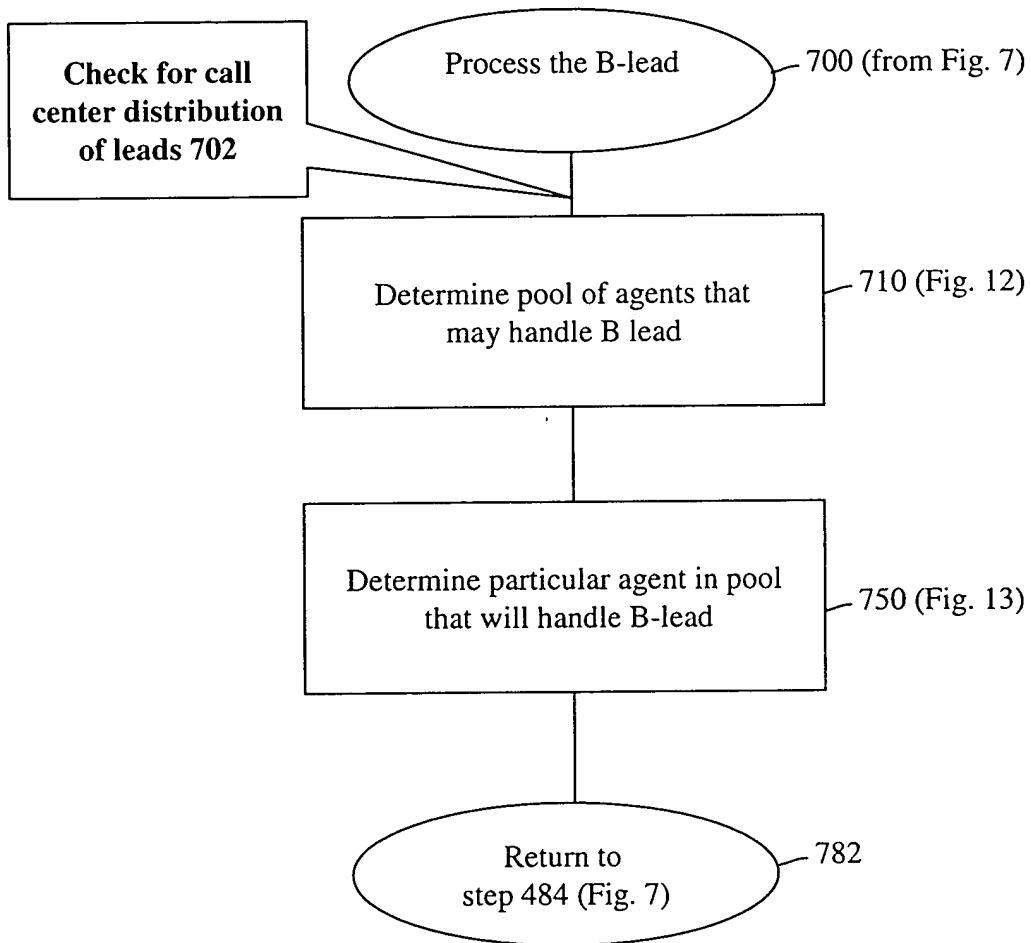 Check for call
center distribution
of leads 702
Process the B-lead
700 (from Fig. 7)
Determine pool of agents that
may handle B lead
710 (Fig. 12)
Determine particular agent in pool
that will handle B-lead
750 (Fig. 13)
Return to
step 484 (Fig. 7)
782